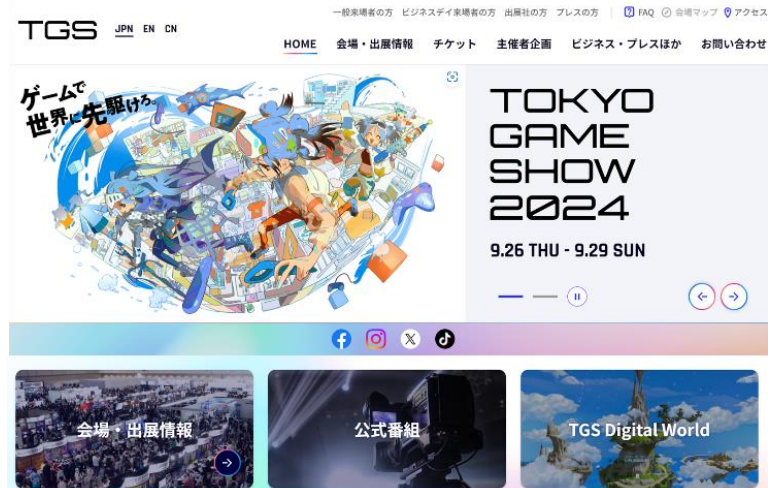 一般来場者の方 ビジネスデイ来場者の方 出展社の方 プレスの方 FAQ 会場マップ アクセス
TGS JPN EN CN
HOME 会場・出展情報 チケット 主催者企画 ビジネス・プレスほか お問い合わせ
ゲームで
世界に先駆けろ。
TOKYO
GAME
SHOW
2024
9.26 THU - 9.29 SUN
会場・出展情報
公式番組
TGS Digital World